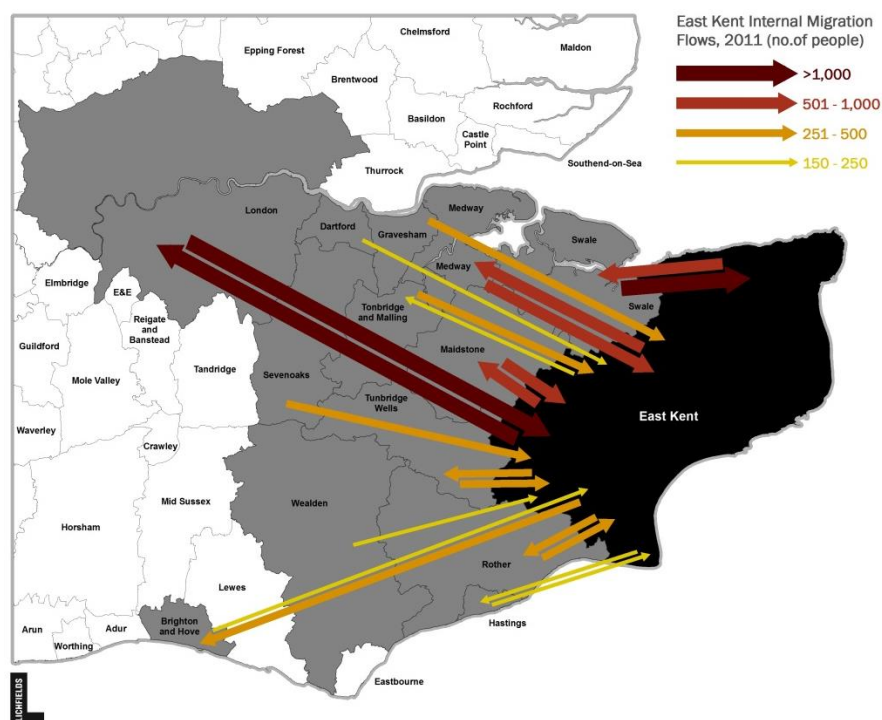 East Kent Internal Migration
Flows, 2011 (no.of people)
>1,000
501 - 1,000
251 - 500
150 - 250
Chelmsford
Epping Forest
Maldon
Brentwood
Rochford
Basildon
Castle
Point
Southend-on-Sea
Thurrock
London
Dartford
Gravesham
Medway
Swale
Elmbridge
Medway
E&E
Swale
Reigate
and
Banstead
Tonbridge
and Malling
Guildford
Maidstone
Tandridge
Mole Valley
Sevenoaks
Tunbridge
Wells
East Kent
Waverley
Crawley
Mid Sussex
Wealden
Horsham
Rother
Lewes
Hastings
Arun
Adur
Brighton
and Hove
Worthing
Eastbourne
LICHFIELDS